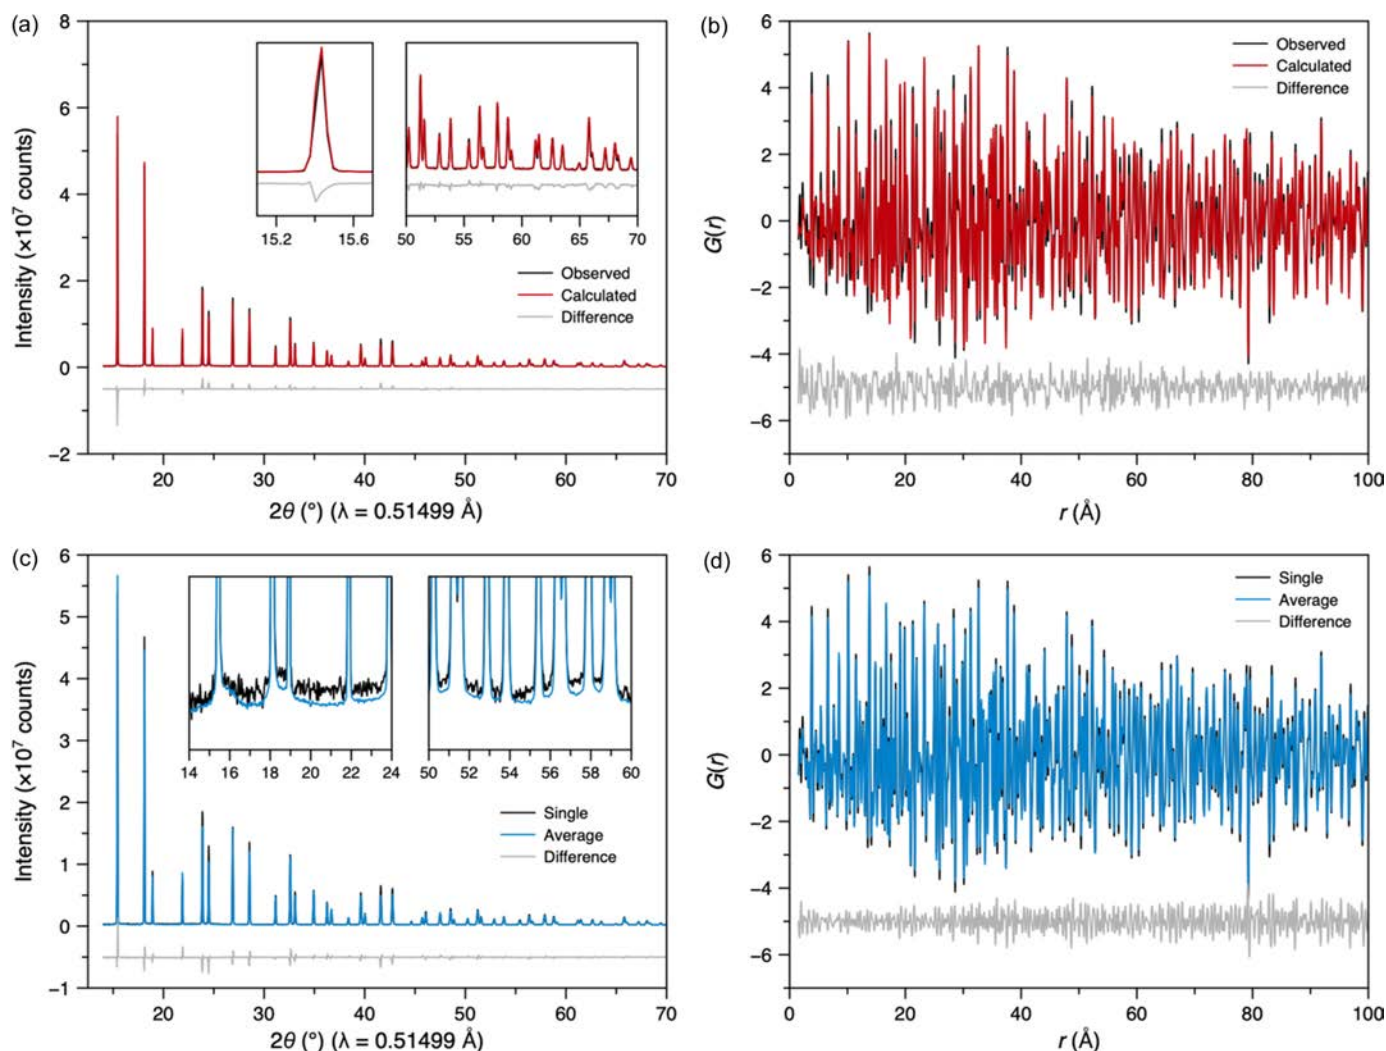 (a)
8
6
4
2
0
−2
Intensity (×10⁷ counts)
15.2 15.6
50 55 60 65 70
Observed
Calculated
Difference
20 30 40 50 60 70
2θ (°) (λ = 0.51499 Å)
(b)
6
4
2
0
−2
−4
−6
G(r)
Observed
Calculated
Difference
0 20 40 60 80 100
r (Å)
(c)
6
5
4
3
2
1
0
−1
Intensity (×10⁷ counts)
14 16 18 20 22 24
50 52 54 56 58 60
Single
Average
Difference
20 30 40 50 60 70
2θ (°) (λ = 0.51499 Å)
(d)
6
4
2
0
−2
−4
−6
G(r)
Single
Average
Difference
0 20 40 60 80 100
r (Å)